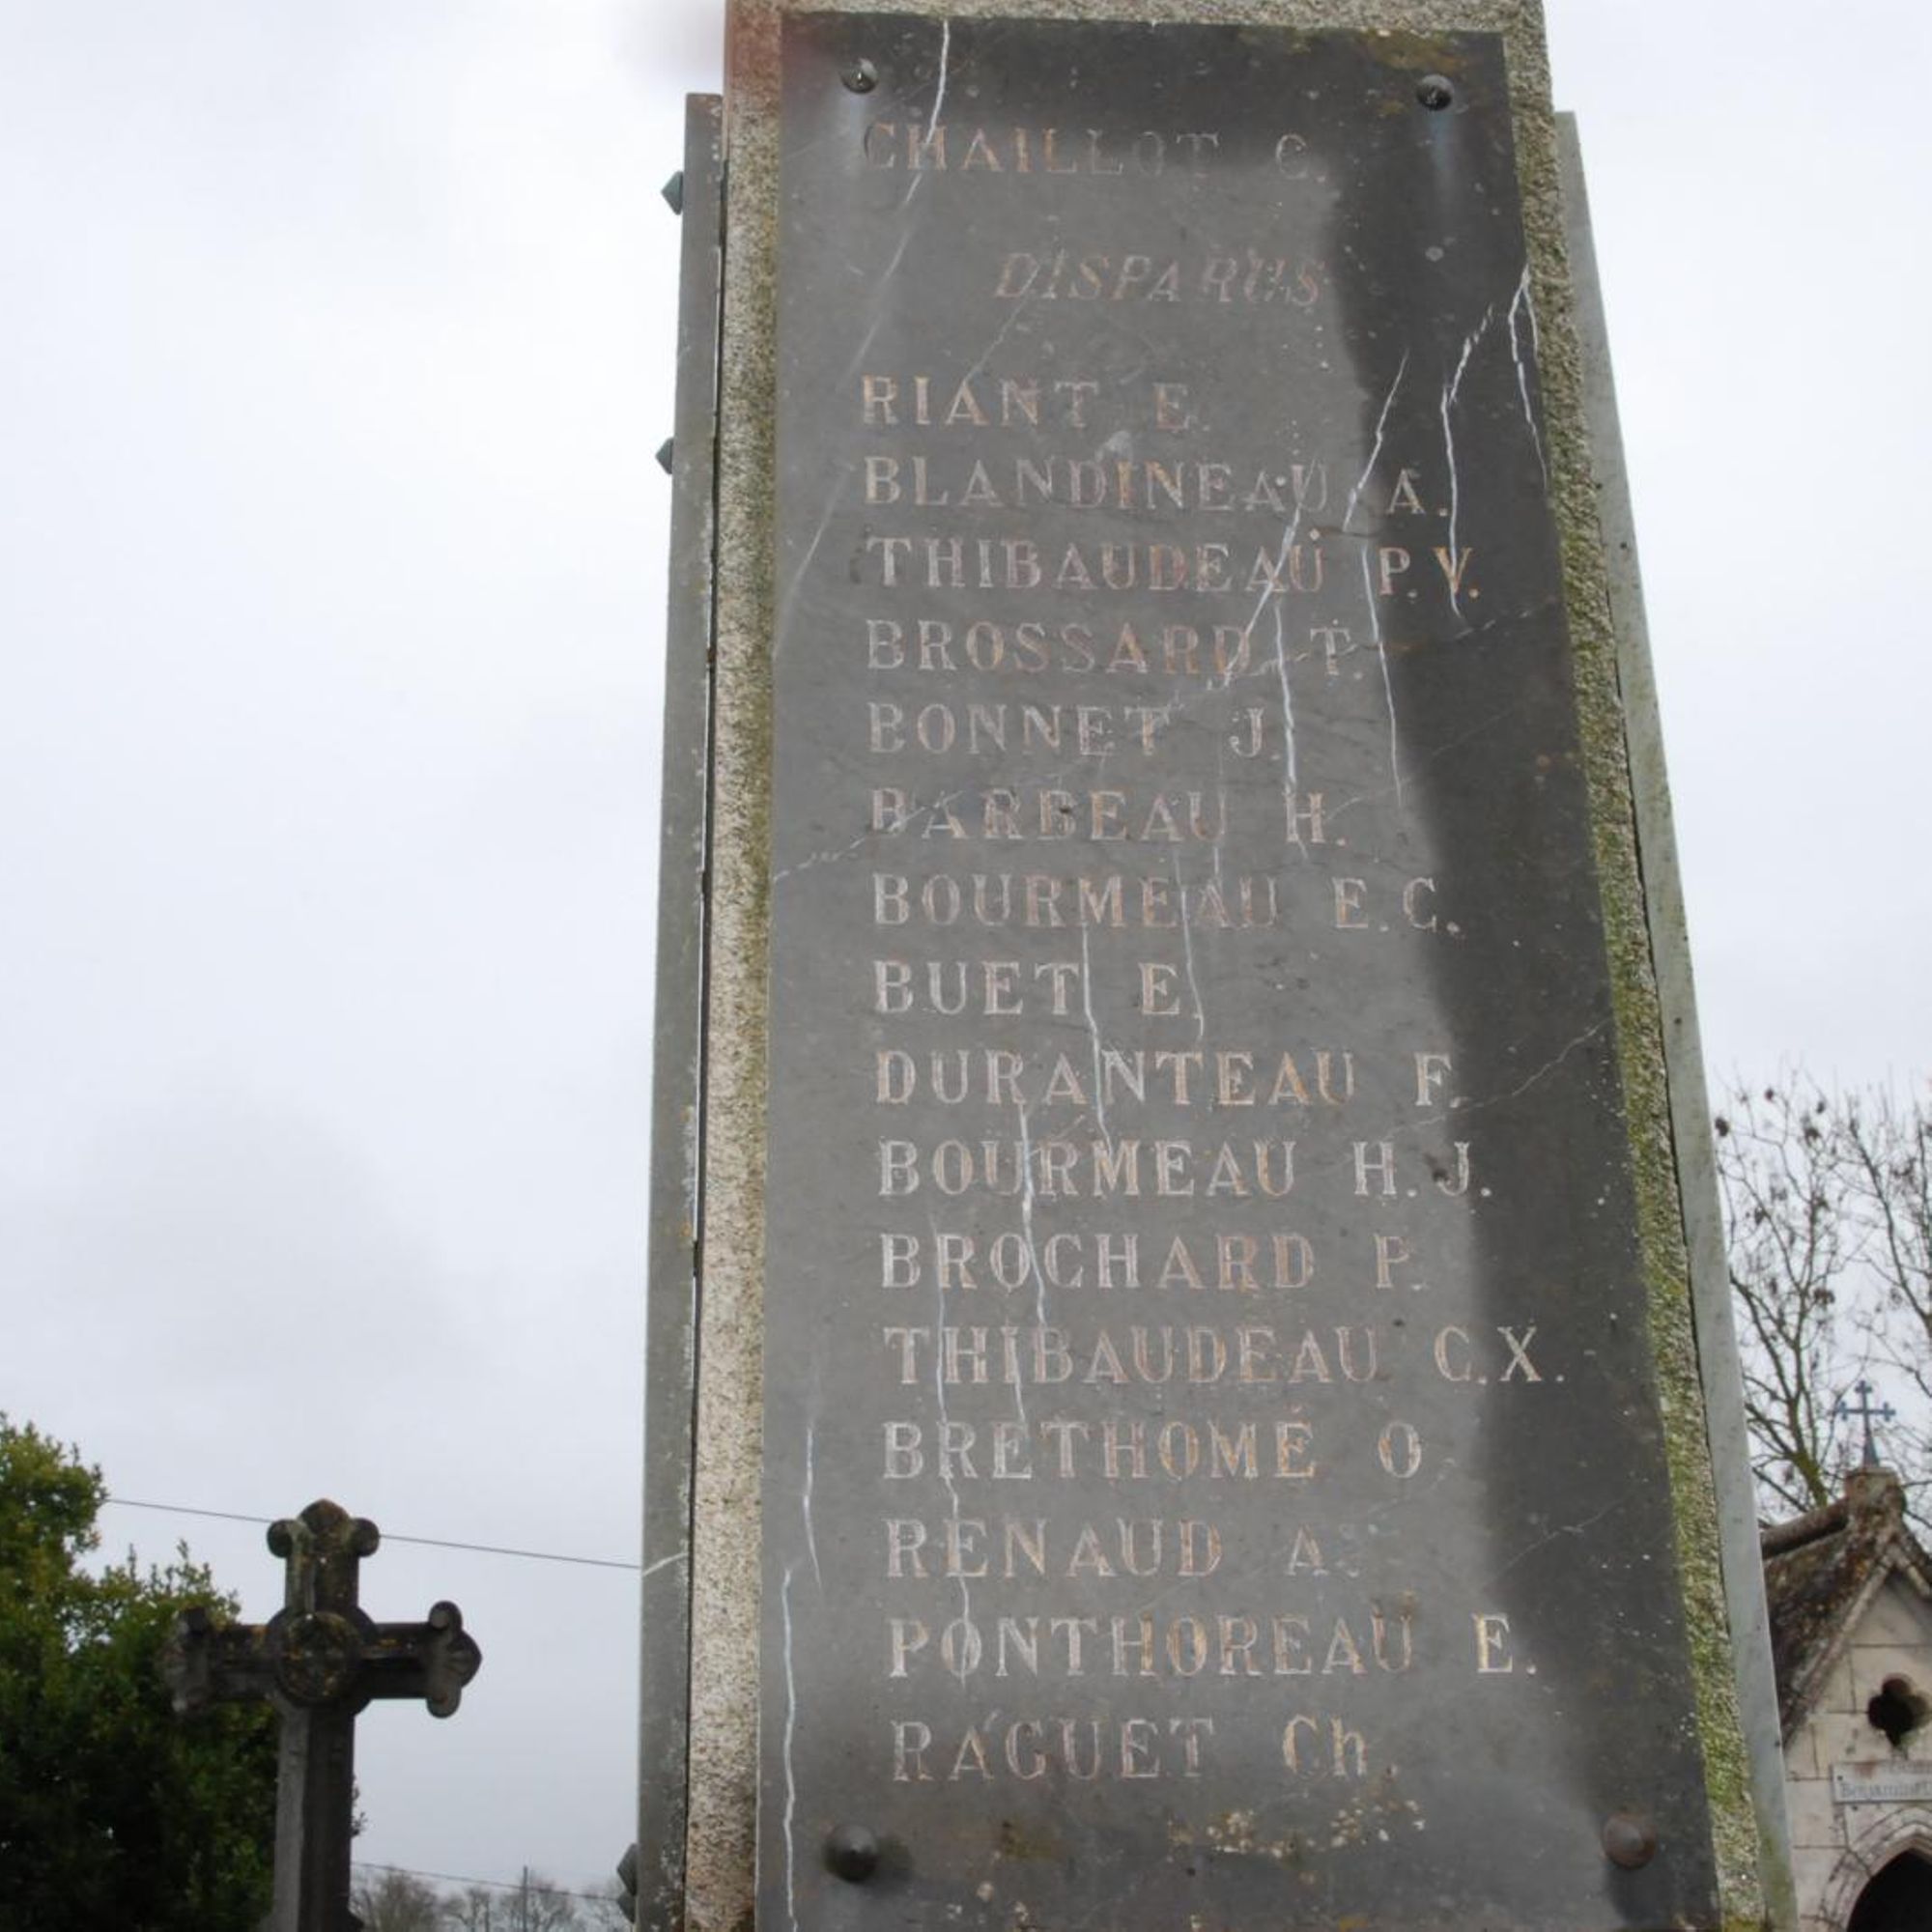 CHAILLOT C.
DISPARUS
RIANT E.
BLANDINEAU A.
THIBAUDEAU P.V.
BROSSARD T.
BONNET J.
BARBEAU H.
BOURMEAU E.C.
BUET E.
DURANTEAU F.
BOURMEAU H.J.
BROCHARD P.
THIBAUDEAU C.X.
BRETHOMÉ O
RENAUD A.
PONTHOREAU E.
RAGUET Ch.